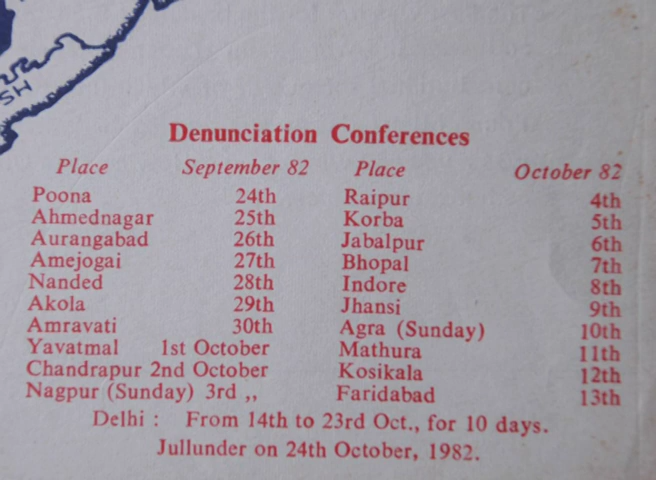 SH
Denunciation Conferences
Place September 82 Place October 82
Poona 24th Raipur 4th
Ahmednagar 25th Korba 5th
Aurangabad 26th Jabalpur 6th
Amejogai 27th Bhopal 7th
Nanded 28th Indore 8th
Akola 29th Jhansi 9th
Amravati 30th Agra (Sunday) 10th
Yavatmal 1st October Mathura 11th
Chandrapur 2nd October Kosikala 12th
Nagpur (Sunday) 3rd ,, Faridabad 13th
Delhi : From 14th to 23rd Oct., for 10 days.
Jullunder on 24th October, 1982.